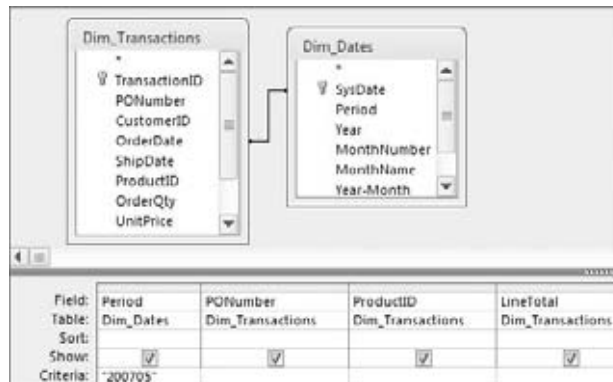 Dim_Transactions
*
TransactionID
PONumber
CustomerID
OrderDate
ShipDate
ProductID
OrderQty
UnitPrice
Dim_Dates
*
SysDate
Period
Year
MonthNumber
MonthName
Year-Month
Field: Period PONumber ProductID LineTotal
Table: Dim_Dates Dim_Transactions Dim_Transactions Dim_Transactions
Sort:
Show:
Criteria: "200705"